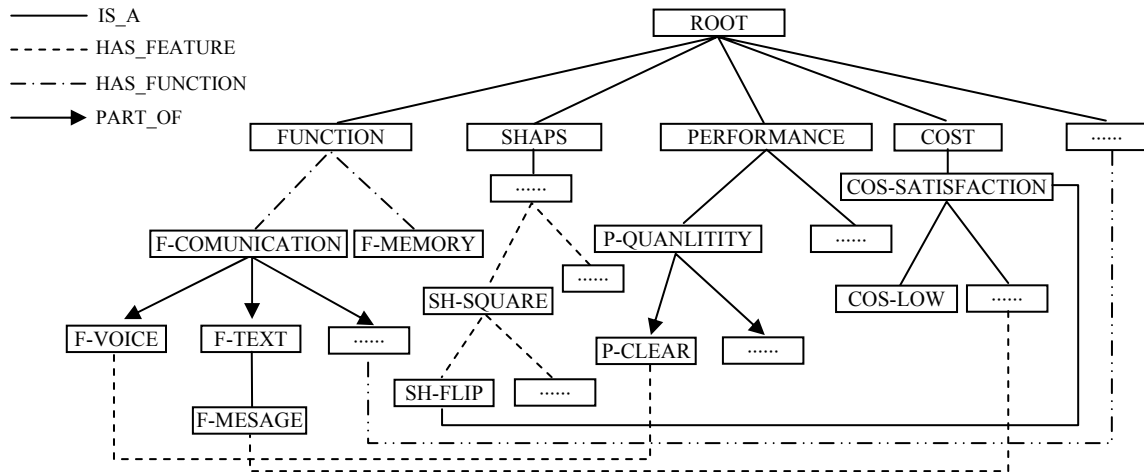 IS_A
HAS_FEATURE
HAS_FUNCTION
PART_OF
ROOT
FUNCTION
SHAPS
PERFORMANCE
COST
......
......
COS-SATISFACTION
F-COMUNICATION
F-MEMORY
P-QUANLITITY
......
......
SH-SQUARE
COS-LOW
......
F-VOICE
F-TEXT
......
P-CLEAR
......
SH-FLIP
......
F-MESAGE